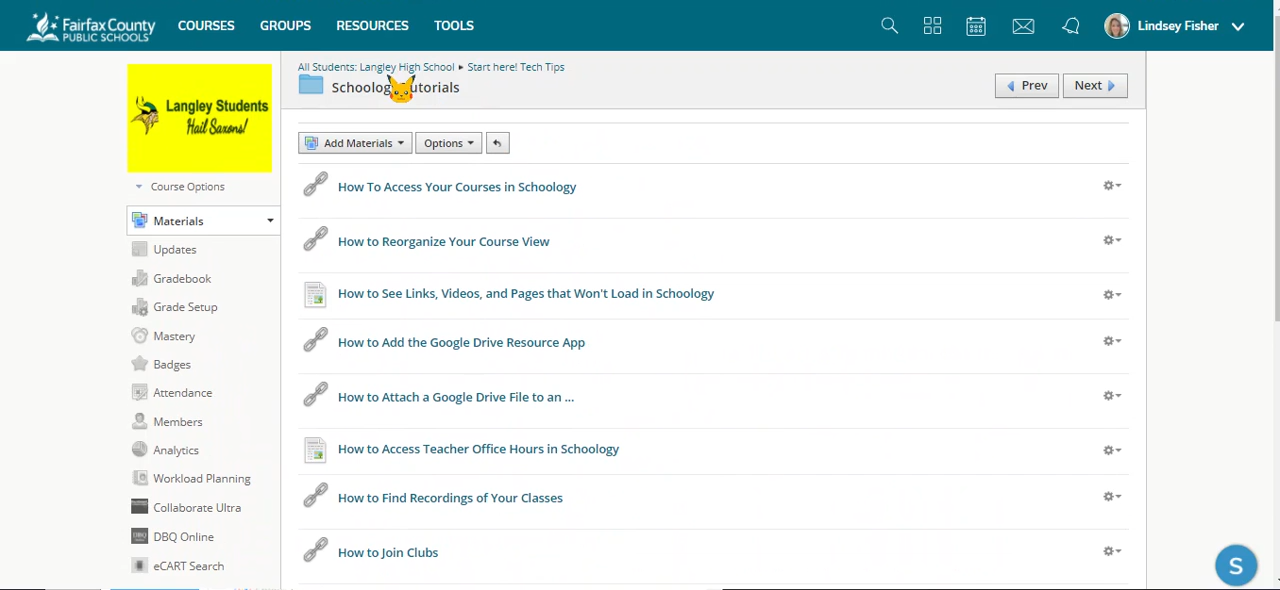 Fairfax County
PUBLIC SCHOOLS
COURSES
GROUPS
RESOURCES
TOOLS
Lindsey Fisher
Langley Students
Hail Saxons!
Course Options
Materials
Updates
Gradebook
Grade Setup
Mastery
Badges
Attendance
Members
Analytics
Workload Planning
Collaborate Ultra
DBQ Online
eCART Search
All Students: Langley High School ▸ Start here! Tech Tips
Schoology Tutorials
Prev
Next
Add Materials
Options
How To Access Your Courses in Schoology
How to Reorganize Your Course View
How to See Links, Videos, and Pages that Won't Load in Schoology
How to Add the Google Drive Resource App
How to Attach a Google Drive File to an ...
How to Access Teacher Office Hours in Schoology
How to Find Recordings of Your Classes
How to Join Clubs
S